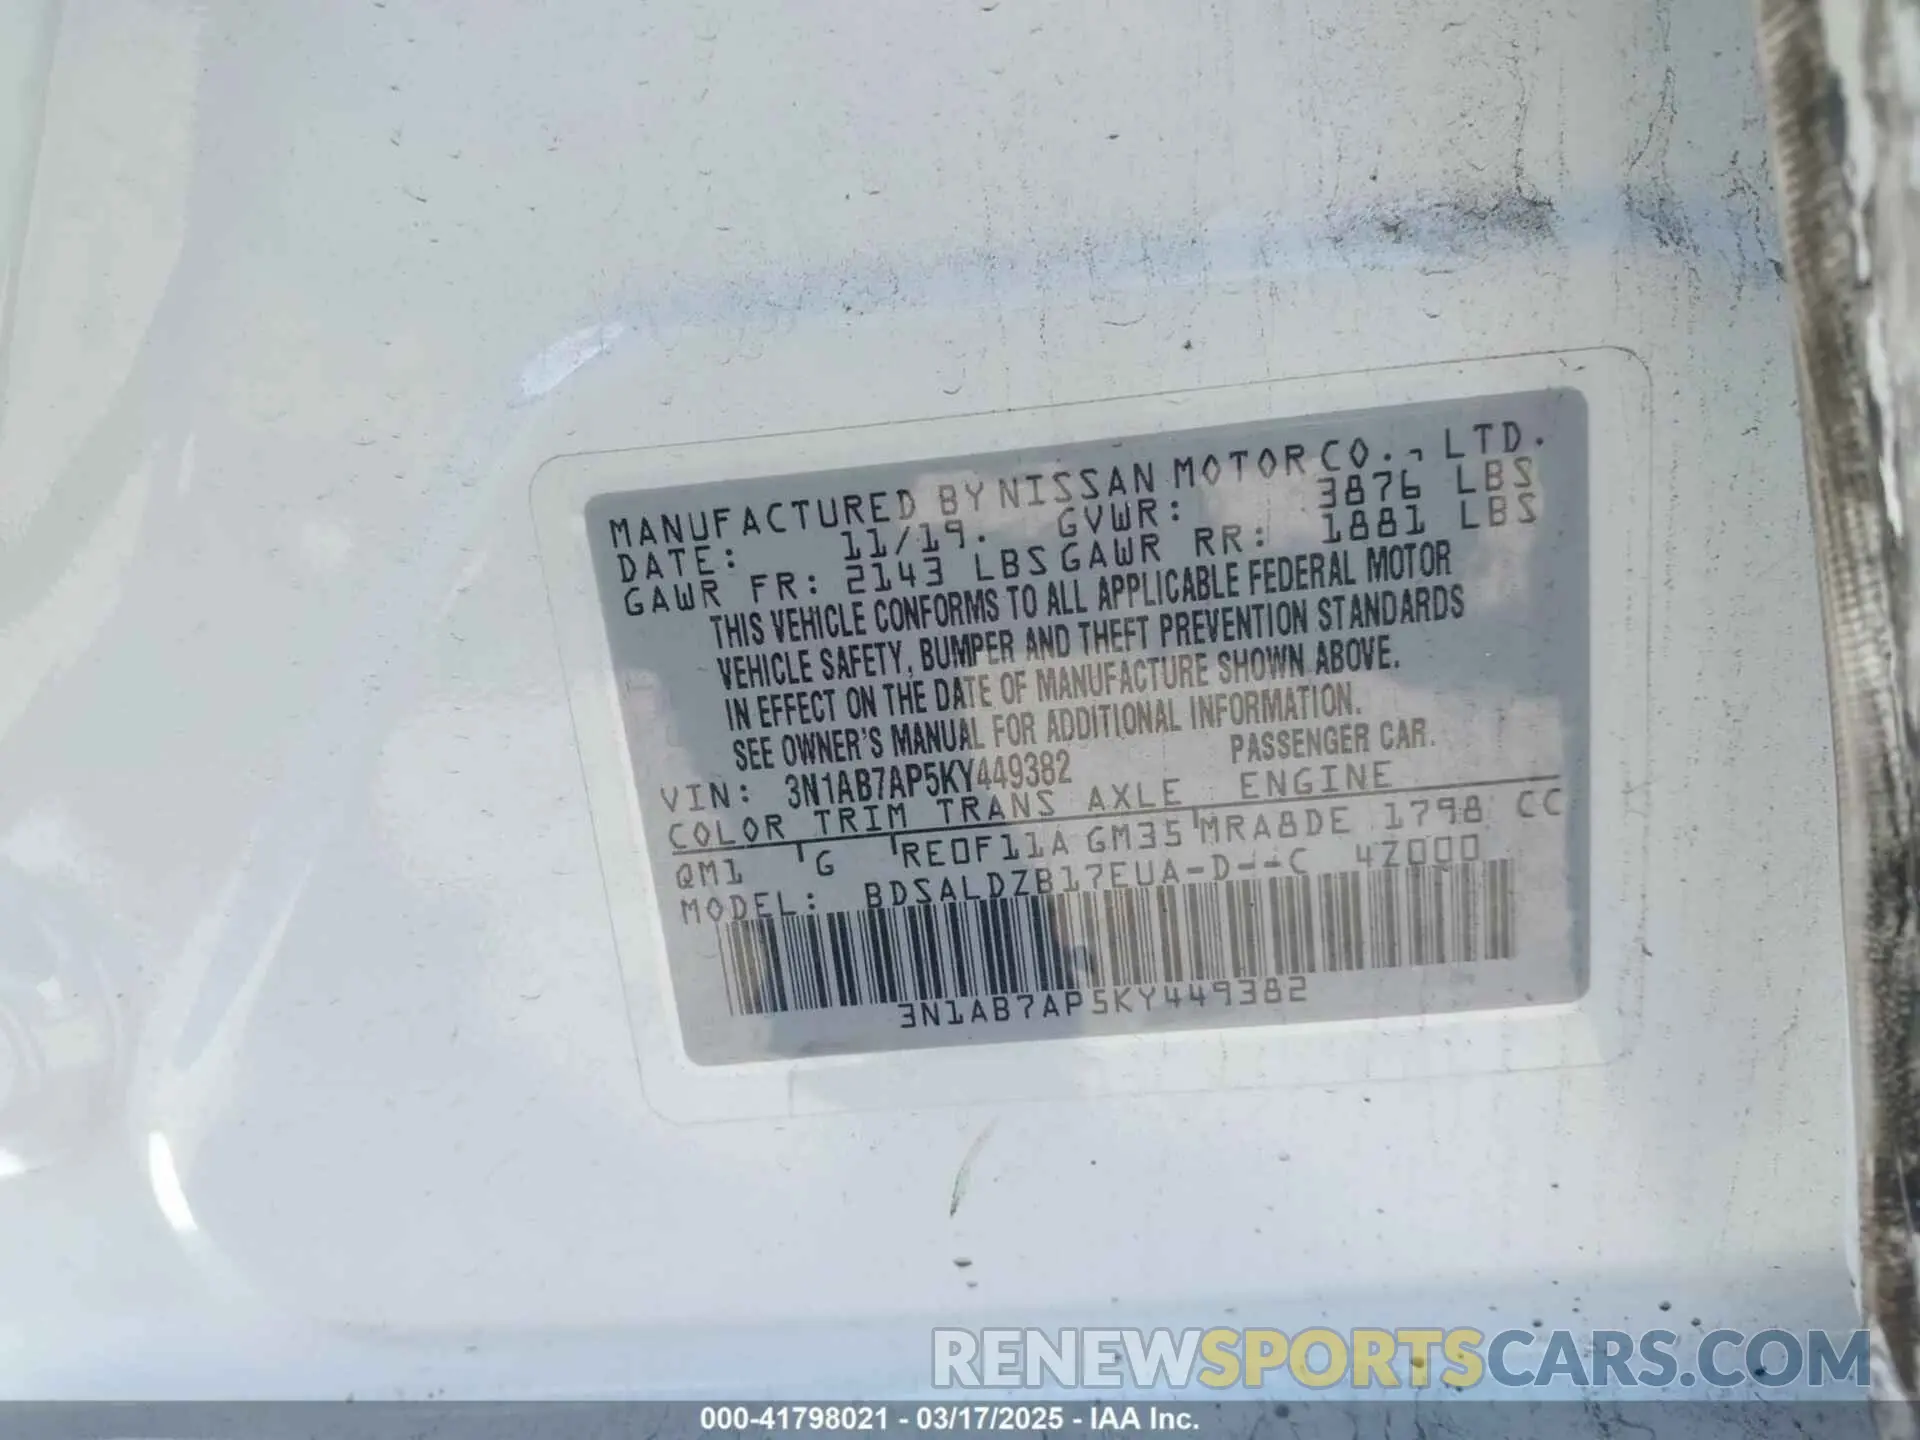 MANUFACTURED BY NISSAN MOTOR CO., LTD.
DATE: 11/19. GVWR: 3876 LBS
GAWR FR: 2143 LBS GAWR RR: 1881 LBS
THIS VEHICLE CONFORMS TO ALL APPLICABLE FEDERAL MOTOR
VEHICLE SAFETY, BUMPER AND THEFT PREVENTION STANDARDS
IN EFFECT ON THE DATE OF MANUFACTURE SHOWN ABOVE.
SEE OWNER'S MANUAL FOR ADDITIONAL INFORMATION.
VIN: 3N1AB7AP5KY449382 PASSENGER CAR.
COLOR TRIM TRANS AXLE ENGINE
QM1 G RE0F11A GM35 MRA8DE 1798 CC
MODEL: BDSALDZB17EUA-D--C 4Z000
3N1AB7AP5KY449382
RENEWSPORTSCARS.COM
000-41798021 - 03/17/2025 - IAA Inc.